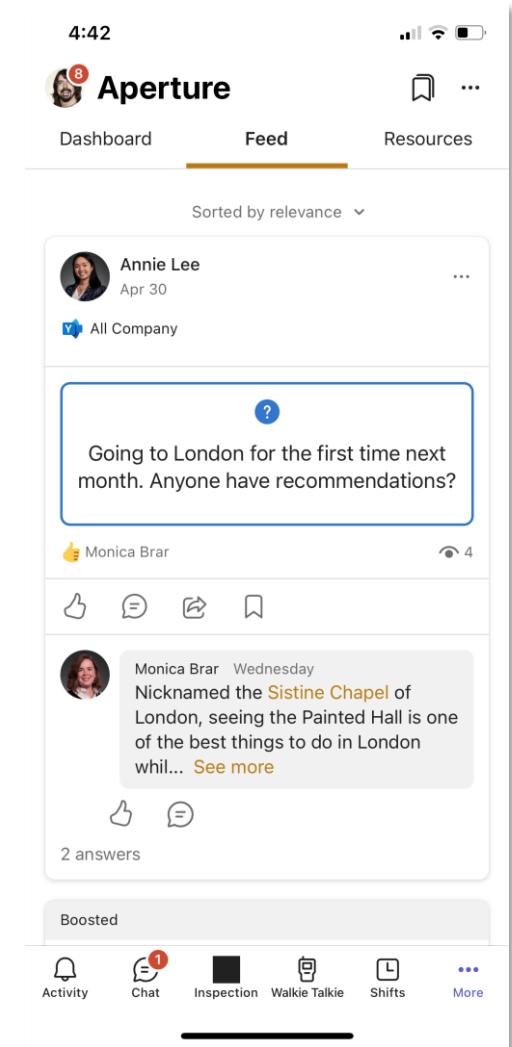 4:42
8
Aperture
Dashboard Feed Resources
Sorted by relevance
Annie Lee
Apr 30
All Company
?
Going to London for the first time next
month. Anyone have recommendations?
Monica Brar 4
Monica Brar Wednesday
Nicknamed the Sistine Chapel of
London, seeing the Painted Hall is one
of the best things to do in London
whil... See more
2 answers
Boosted
1
Activity Chat Inspection Walkie Talkie Shifts More